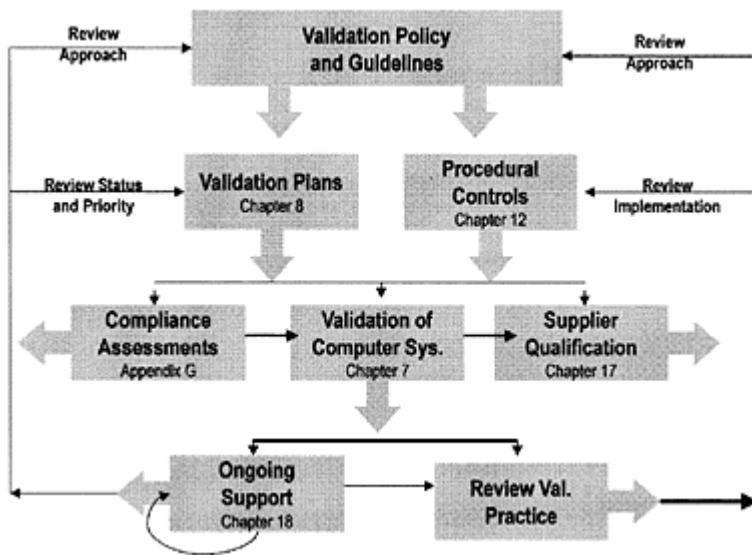 Review
Approach
Validation Policy
and Guidelines
Review
Approach
Review Status
and Priority
Validation Plans
Chapter 8
Procedural
Controls
Chapter 12
Review
Implementation
Compliance
Assessments
Appendix G
Validation of
Computer Sys.
Chapter 7
Supplier
Qualification
Chapter 17
Ongoing
Support
Chapter 18
Review Val.
Practice